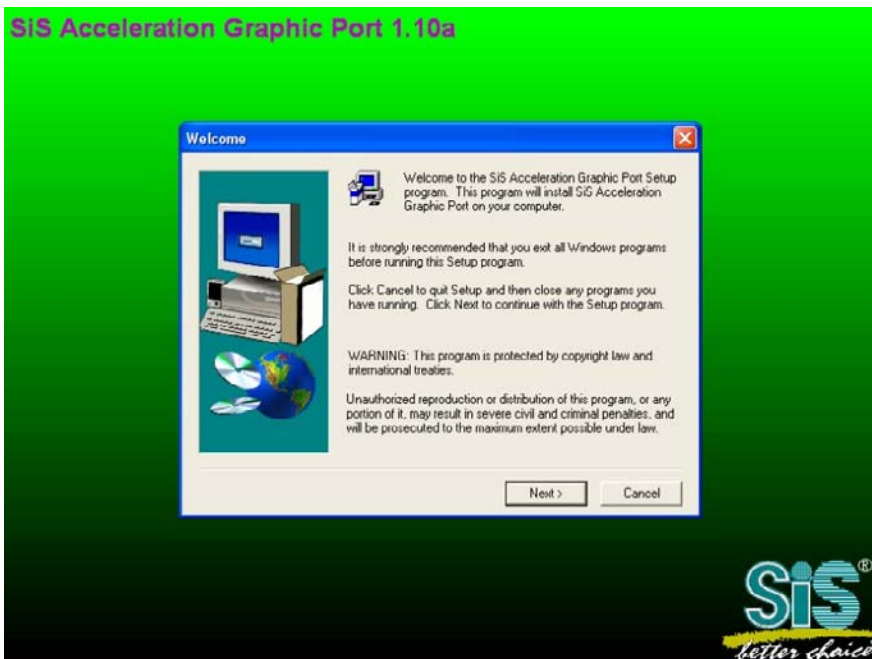 SiS Acceleration Graphic Port 1.10a
Welcome
Welcome to the SiS Acceleration Graphic Port Setup
program. This program will install SiS Acceleration
Graphic Port on your computer.
It is strongly recommended that you exit all Windows programs
before running this Setup program.
Click Cancel to quit Setup and then close any programs you
have running. Click Next to continue with the Setup program.
WARNING: This program is protected by copyright law and
international treaties.
Unauthorized reproduction or distribution of this program, or any
portion of it, may result in severe civil and criminal penalties, and
will be prosecuted to the maximum extent possible under law.
Next >
Cancel
SiS®
better choice